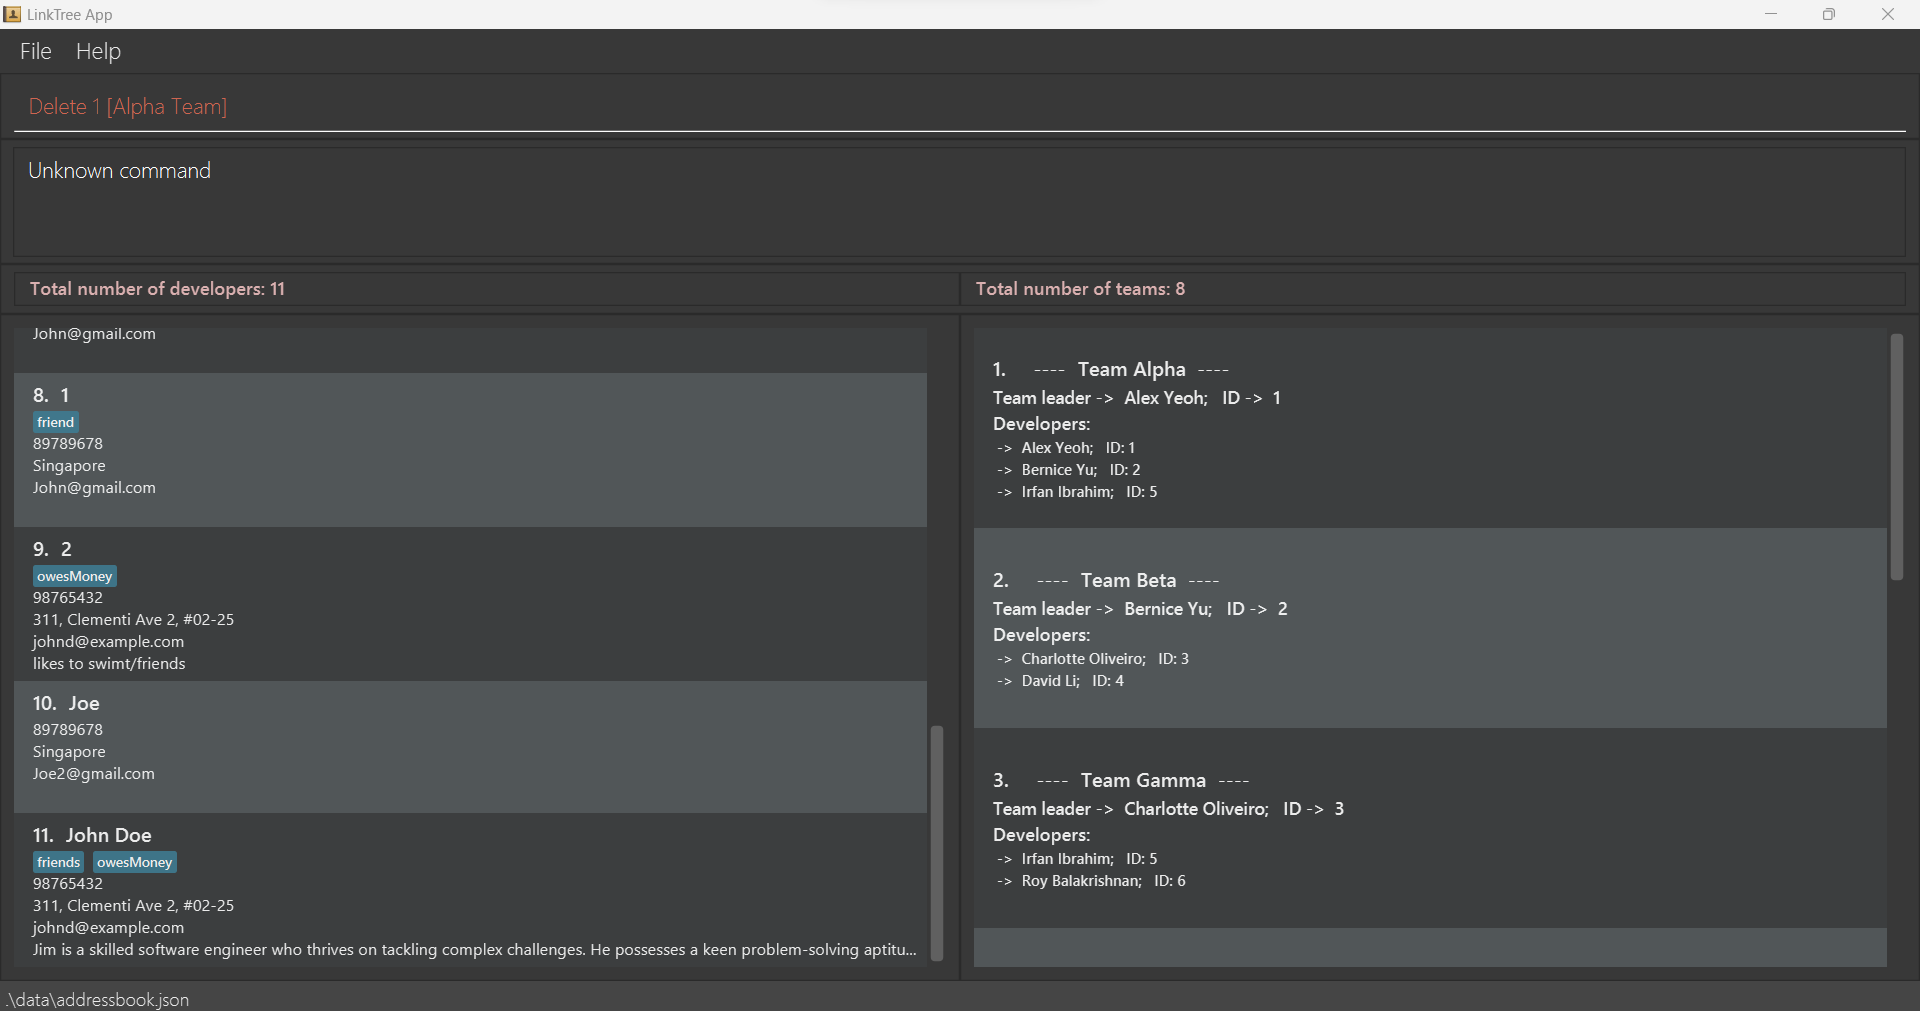 LinkTree App
File Help
Delete 1 [Alpha Team]
Unknown command
Total number of developers: 11
John@gmail.com
8. 1
friend
89789678
Singapore
John@gmail.com
9. 2
owesMoney
98765432
311, Clementi Ave 2, #02-25
johnd@example.com
likes to swimt/friends
10. Joe
89789678
Singapore
Joe2@gmail.com
11. John Doe
friends owesMoney
98765432
311, Clementi Ave 2, #02-25
johnd@example.com
Jim is a skilled software engineer who thrives on tackling complex challenges. He possesses a keen problem-solving aptitu...
Total number of teams: 8
1. ---- Team Alpha ----
Team leader -> Alex Yeoh; ID -> 1
Developers:
-> Alex Yeoh; ID: 1
-> Bernice Yu; ID: 2
-> Irfan Ibrahim; ID: 5
2. ---- Team Beta ----
Team leader -> Bernice Yu; ID -> 2
Developers:
-> Charlotte Oliveiro; ID: 3
-> David Li; ID: 4
3. ---- Team Gamma ----
Team leader -> Charlotte Oliveiro; ID -> 3
Developers:
-> Irfan Ibrahim; ID: 5
-> Roy Balakrishnan; ID: 6
.\data\addressbook.json